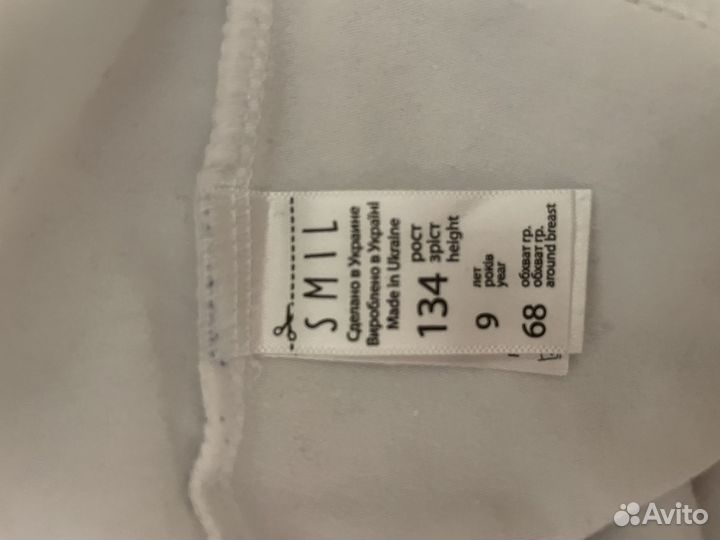 SMIL
Сделано в Украине
Вироблено в Україні
Made in Ukraine
134 рост
зріст
height
9 лет
років
year
68 обхват гр.
обхват гр.
around breast
Avito